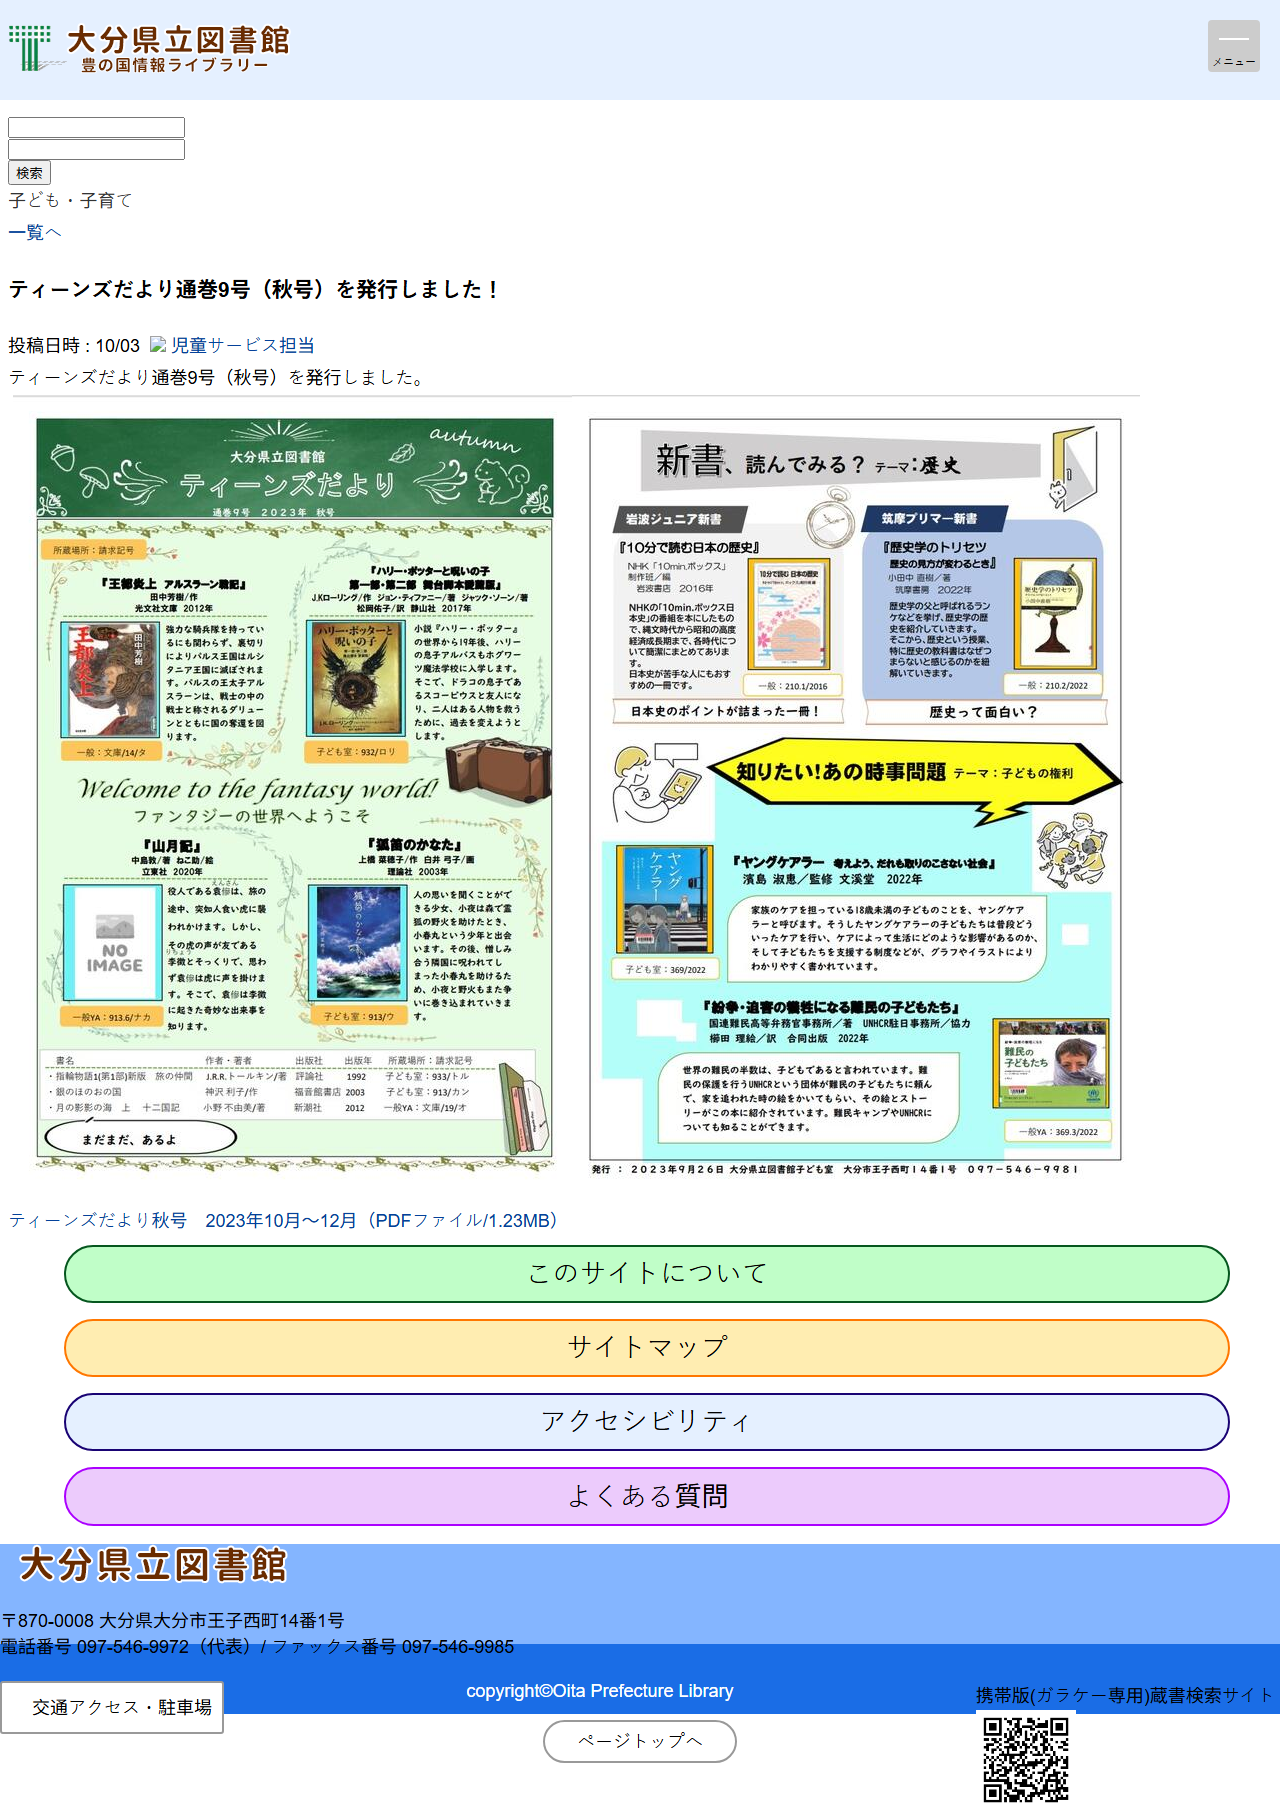 大分県立図書館
豊の国情報ライブラリー
メニュー
検索
子ども・子育て
一覧へ
ティーンズだより通巻9号（秋号）を発行しました！
投稿日時 : 10/03 児童サービス担当
ティーンズだより通巻9号（秋号）を発行しました。
autumn
大分県立図書館
ティーンズだより
通巻9号　2023年　秋号
所蔵場所：請求記号
『王都炎上 アルスラーン戦記』
田中芳樹/作
光文社文庫 2012年
王都炎上
田中芳樹
強力な騎兵隊を持ってい
るにも関わらず、裏切り
によりパルス王国はルシ
タニア王国に滅ぼされま
す。パルスの王太子アル
スラーンは、戦士の中の
戦士と称されるダリュー
ンとともに国の奪還を図
ります。
一般：文庫/14/タ
『ハリー・ポッターと呪いの子
第一部・第二部 舞台脚本愛蔵版』
J.Kローリング/作 ジョン・ティファニー/著 ジャック・ソーン/著
松岡佑子/訳 静山社 2017年
ハリー・ポッターと
呪いの子
J.K.ローリング
小説『ハリー・ポッター』
の世界から19年後、ハリー
の息子アルバスもホグワー
ツ魔法学校に入学します。
そこで、ドラコの息子であ
るスコーピウスと友人にな
り、二人はある人物を救う
ために、過去を変えようと
します。
子ども室：932/ロリ
Welcome to the fantasy world!
ファンタジーの世界へようこそ
『山月記』
中島敦/著 ねこ助/絵
立東社 2020年
NO
IMAGE
えんさん
役人である袁傪は、旅の
途中、突如人食い虎に襲
われかけます。しかし、
その虎の声が友である
りちょう
李徴とそっくりで、思わ
ず袁傪は虎に声を掛けま
す。そこで、袁傪は李徴
に起きた奇妙な出来事を
知ります。
一般YA：913.6/ナカ
『狐笛のかなた』
上橋 菜穂子/作 白井 弓子/画
理論社 2003年
狐笛のかなた
人の思いを聞くことがで
きる少女、小夜は森で霊
狐の野火を助けたとき、
小春丸という少年と出会
います。その後、憎しみ
合う隣国に呪われてし
まった小春丸を助けるた
め、小夜と野火もまた争
いに巻き込まれていきま
す。
子ども室：913/ウ
書名 作者・著者 出版社 出版年 所蔵場所：請求記号
・指輪物語1(第1部)新版 旅の仲間 J.R.R.トールキン/著 評論社 1992 子ども室：933/トル
・銀のほのおの国 神沢 利子/作 福音館書店 2003 子ども室：913/カン
・月の影影の海 上 十二国記 小野 不由美/著 新潮社 2012 一般YA：文庫/19/オ
まだまだ、あるよ
新書、読んでみる？ テーマ：歴史
岩波ジュニア新書
『10分で読む日本の歴史』
NHK「10min.ボックス」
制作班／編
岩波書店 2016年
NHKの「10min.ボックス日
本史」の番組を本にしたもの
で、縄文時代から昭和の高度
経済成長期まで、各時代につ
いて簡潔にまとめてありま
す。
日本史が苦手な人にもおす
すめの一冊です。
10分で読む 日本の歴史
一般：210.1/2016
日本史のポイントが詰まった一冊！
筑摩プリマー新書
『歴史学のトリセツ
歴史の見方が変わるとき』
小田中 直樹／著
筑摩書房 2022年
歴史学の父と呼ばれるラン
ケなどを挙げ、歴史学の歴
史を紹介していきます。
そこから、歴史という授業、
特に歴史の教科書はなぜつ
まらないと感じるのかを紐
解いていきます。
歴史学のトリセツ
一般：210.2/2022
歴史って面白い？
知りたい！あの時事問題 テーマ：子どもの権利
ヤングケアラー
『ヤングケアラー 考えよう、だれも取りのこさない社会』
濱島 淑恵／監修 文溪堂 2022年
家族のケアを担っている18歳未満の子どものことを、ヤングケア
ラーと呼びます。そうしたヤングケアラーの子どもたちは普段どう
いったケアを行い、ケアによって生活にどのような影響があるのか、
そして子どもたちを支援する制度などが、グラフやイラストにより
わかりやすく書かれています。
子ども室：369/2022
『紛争・迫害の犠牲になる難民の子どもたち』
国連難民高等弁務官事務所／著 UNHCR駐日事務所／協力
櫛田 理絵／訳 合同出版 2022年
世界の難民の半数は、子どもであると言われています。難
民の保護を行うUNHCRという団体が難民の子どもたちに頼ん
で、家を追われた時の絵をかいてもらい、その絵とストー
リーがこの本に紹介されています。難民キャンプやUNHCRに
ついても知ることができます。
難民の
子どもたち
一般YA：369.3/2022
発行 ： 2023年9月26日 大分県立図書館子ども室 大分市王子西町14番1号 097-546-9981
ティーンズだより秋号　2023年10月～12月（PDFファイル/1.23MB）
このサイトについて
サイトマップ
アクセシビリティ
よくある質問
大分県立図書館
〒870-0008 大分県大分市王子西町14番1号
電話番号 097-546-9972（代表）/ ファックス番号 097-546-9985
交通アクセス・駐車場
copyright©Oita Prefecture Library
携帯版(ガラケー専用)蔵書検索サイト
ページトップへ